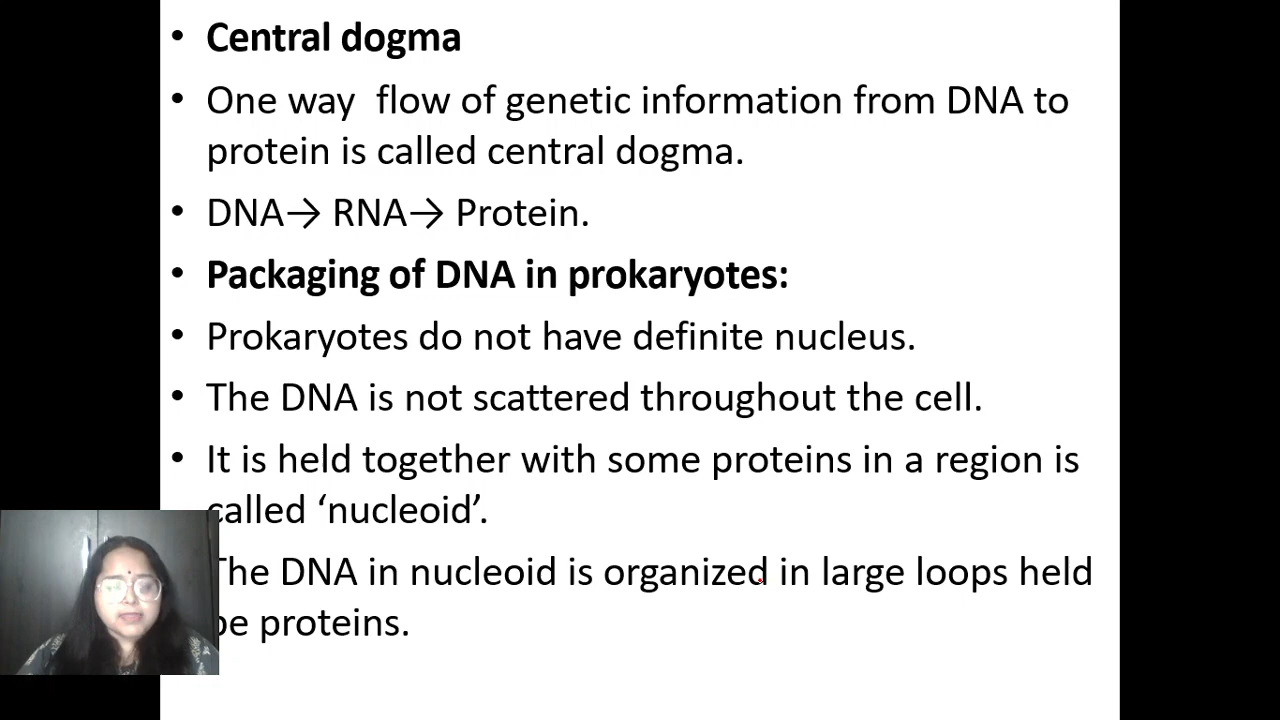 • Central dogma
• One way flow of genetic information from DNA to
protein is called central dogma.
• DNA→ RNA→ Protein.
• Packaging of DNA in prokaryotes:
• Prokaryotes do not have definite nucleus.
• The DNA is not scattered throughout the cell.
• It is held together with some proteins in a region is
called ‘nucleoid’.
The DNA in nucleoid is organized in large loops held
be proteins.